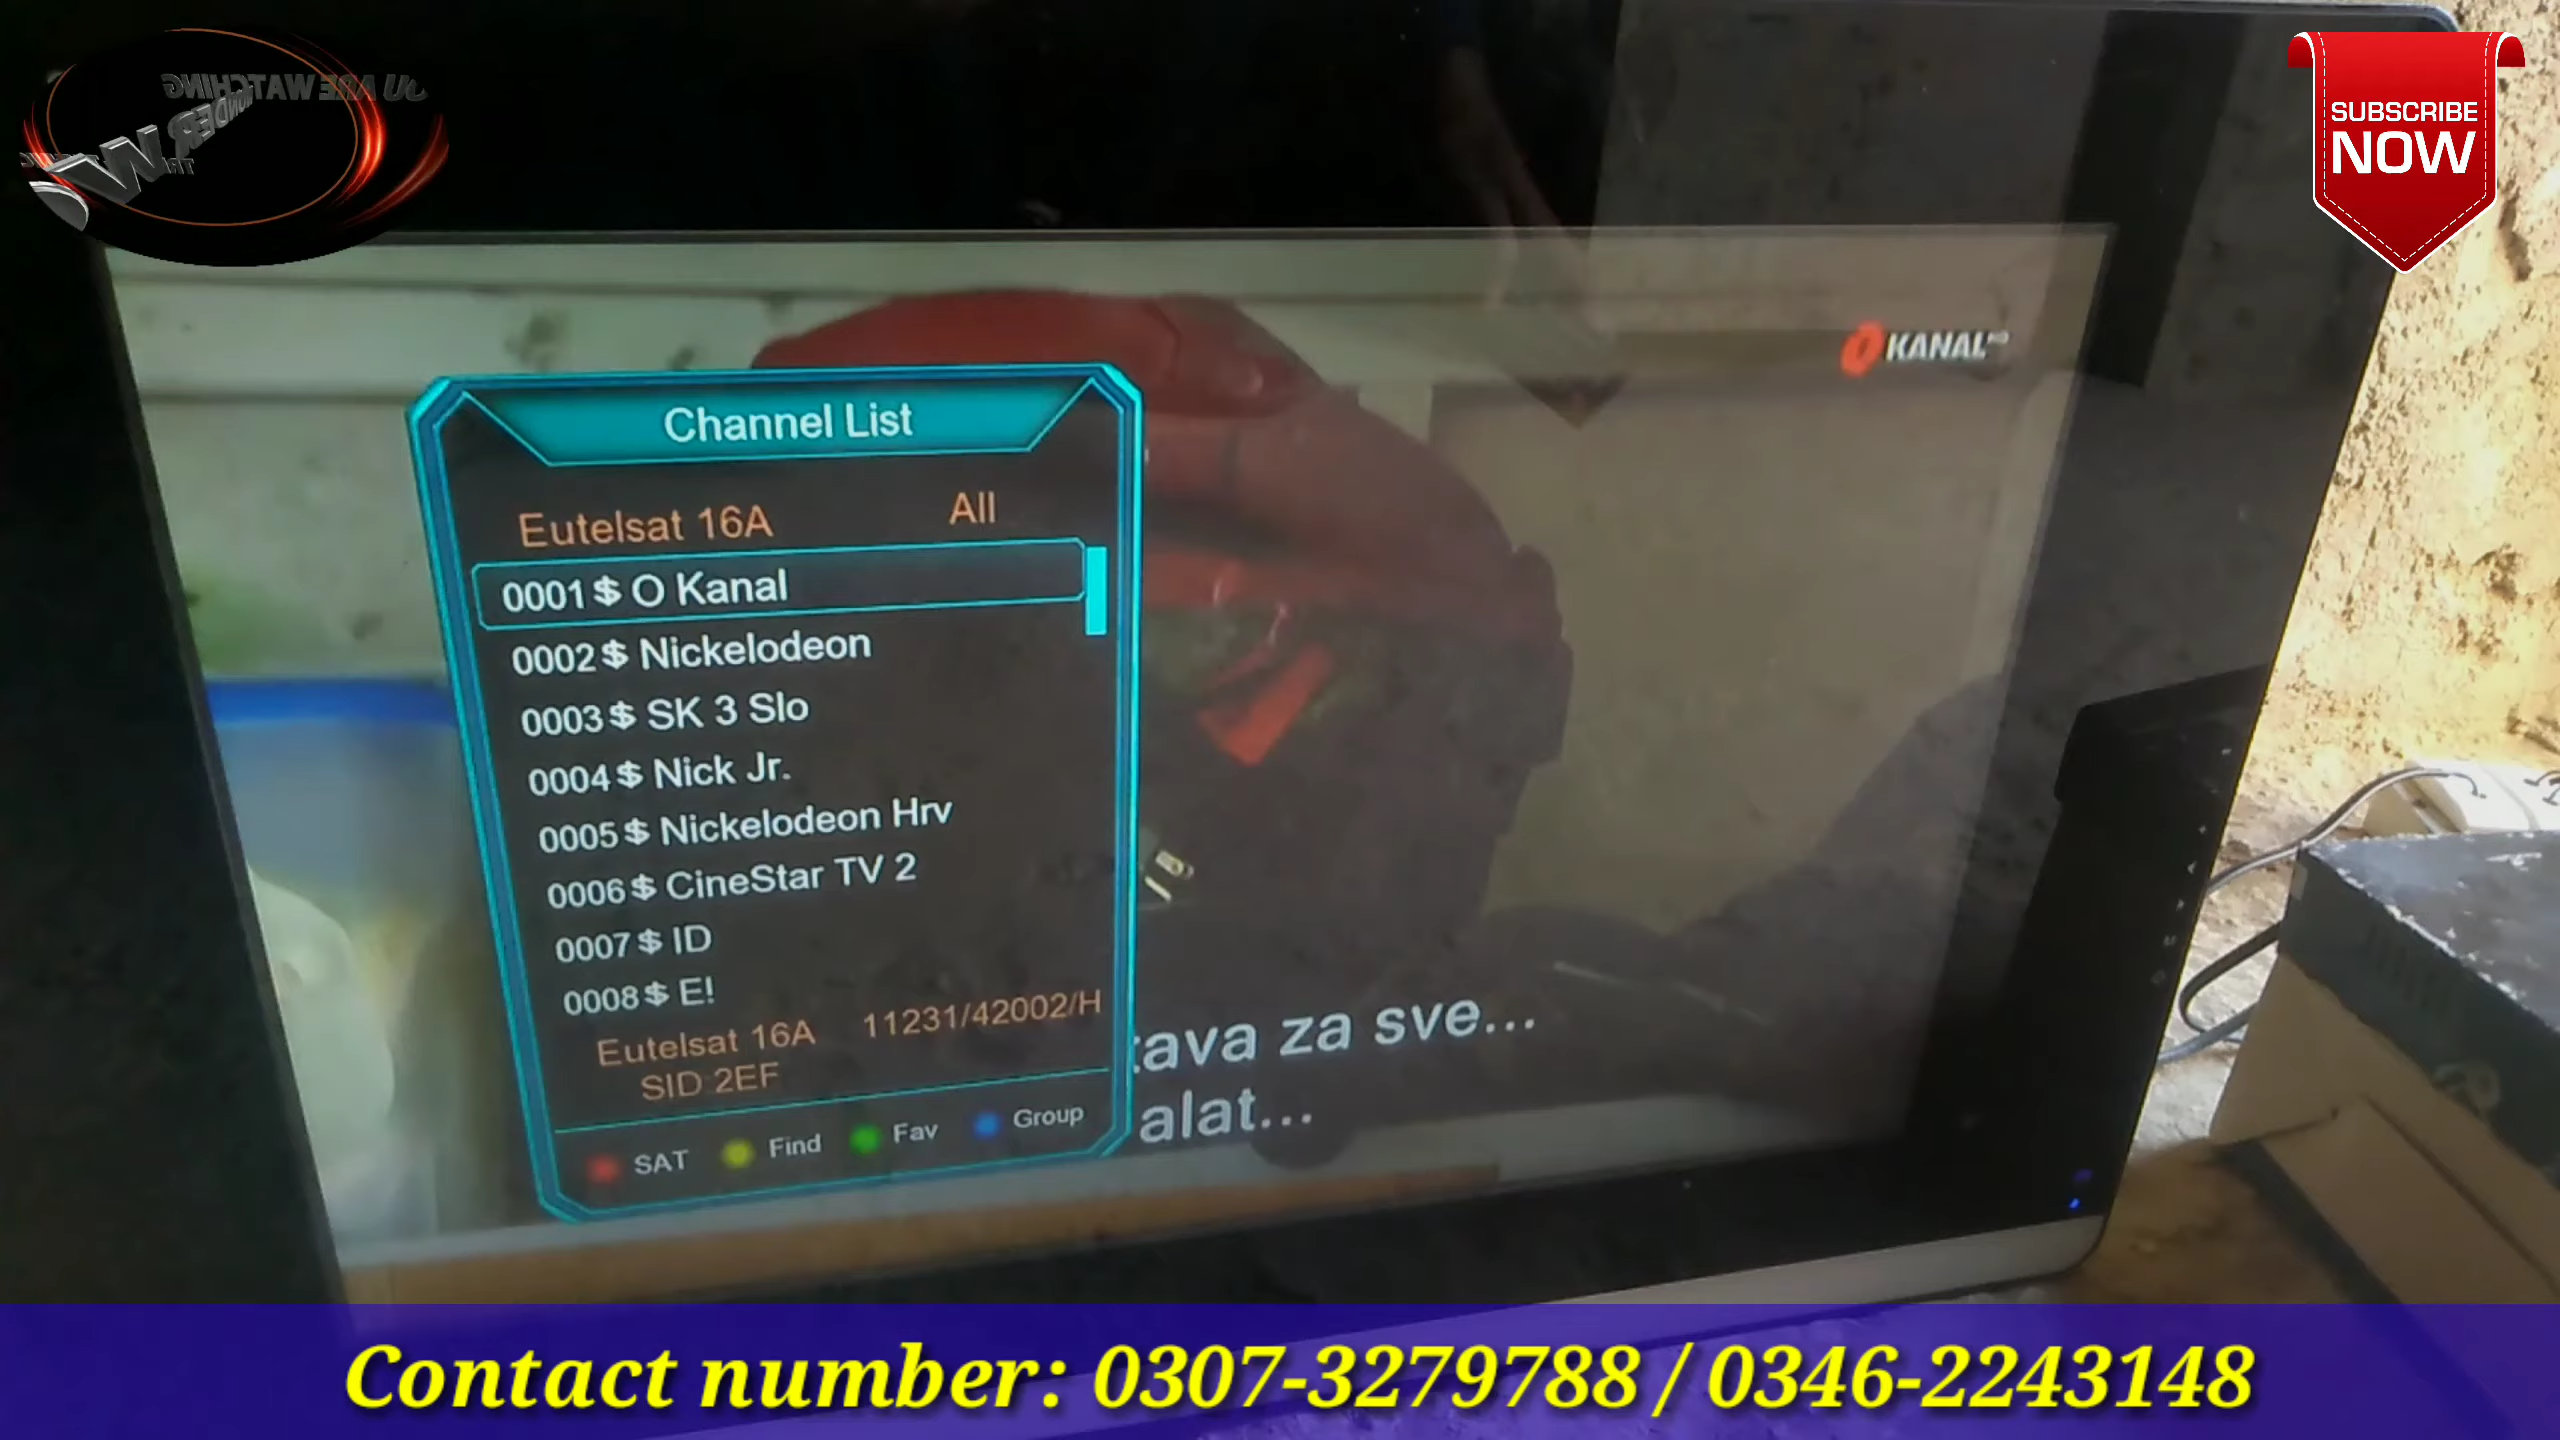 SUBSCRIBE
NOW
KANAL
Channel List
Eutelsat 16A All
0001 $ O Kanal
0002 $ Nickelodeon
0003 $ SK 3 Slo
0004 $ Nick Jr.
0005 $ Nickelodeon Hrv
0006 $ CineStar TV 2
0007 $ ID
0008 $ E!
Eutelsat 16A 11231/42002/H
SID 2EF
SAT Find Fav Group
za sve...
alat...
Contact number: 0307-3279788 / 0346-2243148